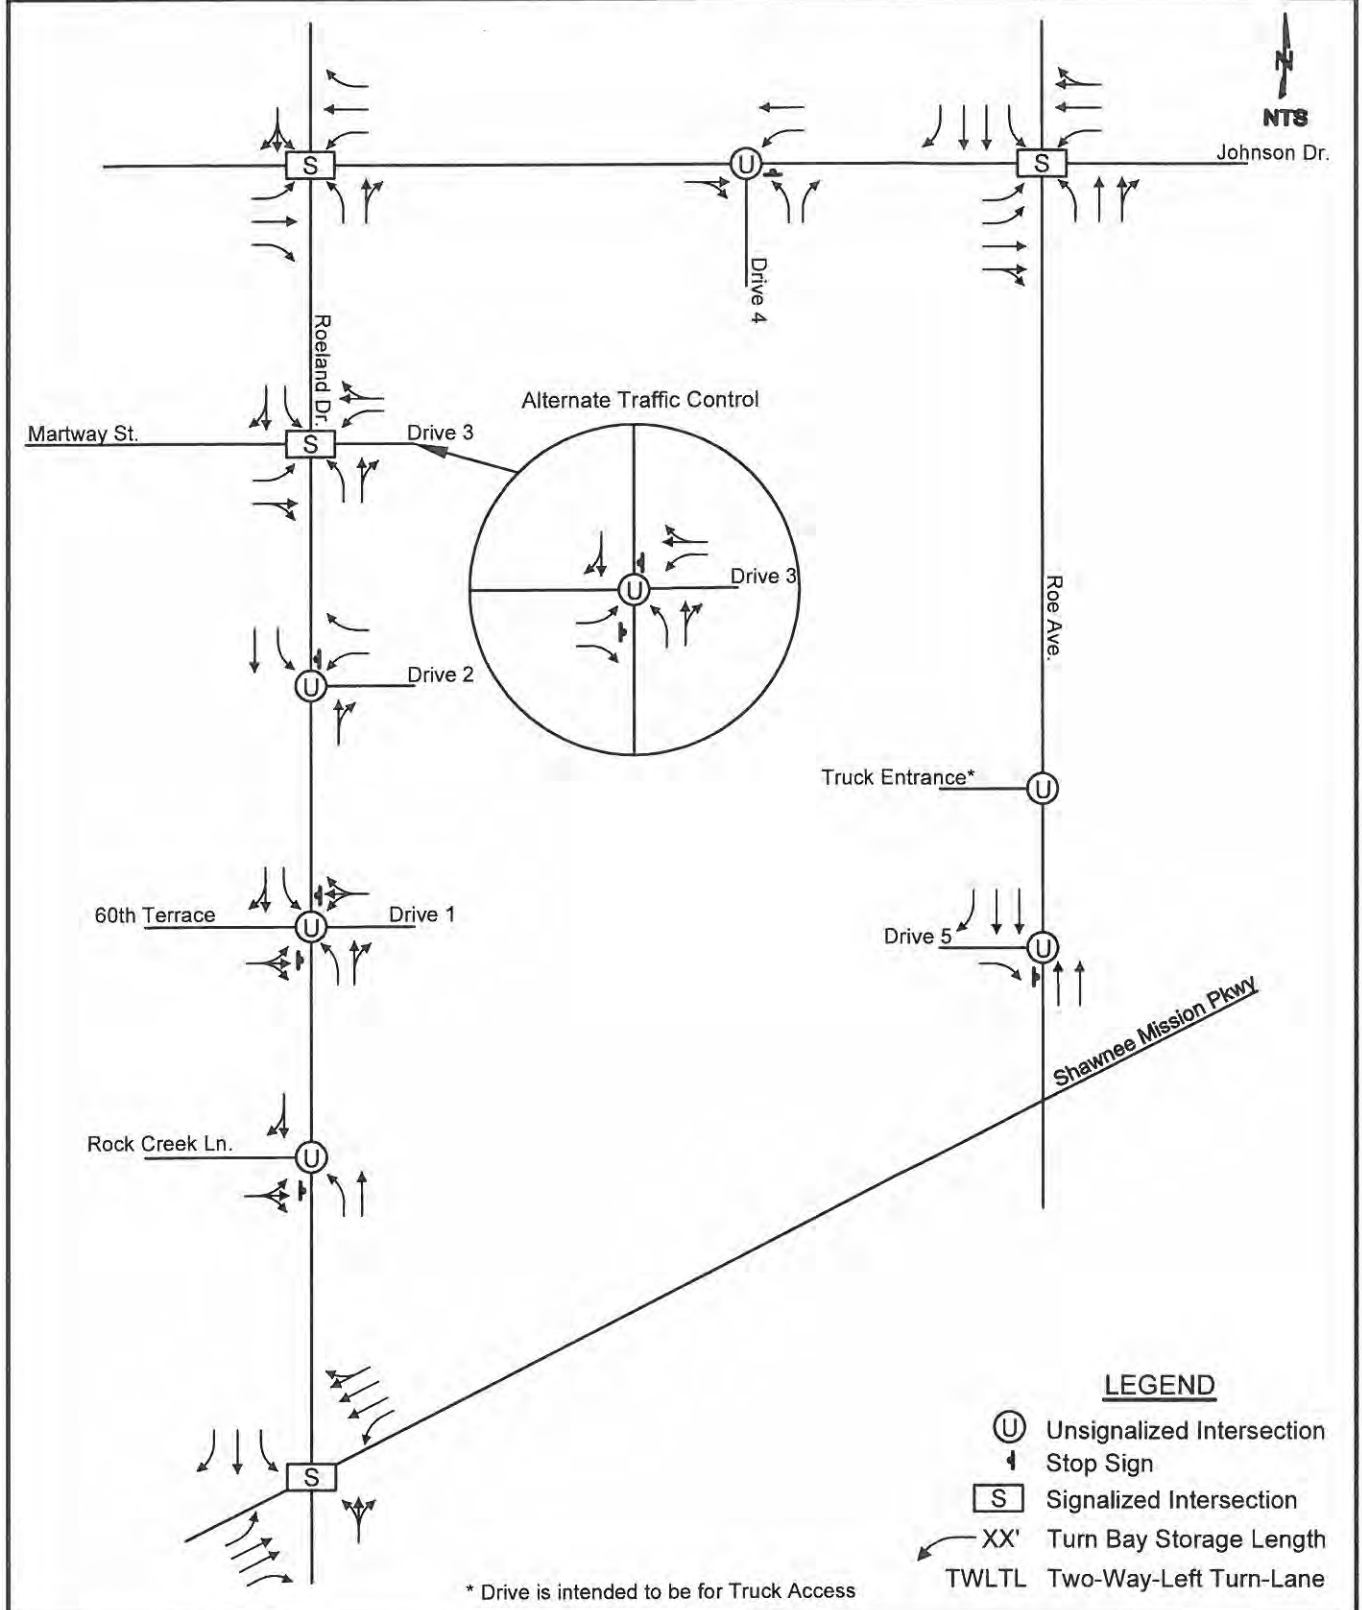 N
NTS
S
U
S
Johnson Dr.
Drive 4
Roeland Dr.
Alternate Traffic Control
Martway St.
S
Drive 3
U
Drive 3
Roe Ave.
U
Drive 2
Truck Entrance*
U
60th Terrace
U
Drive 1
Drive 5
U
Shawnee Mission Pkwy
Rock Creek Ln.
U
S
LEGEND
U Unsignalized Intersection
Stop Sign
S Signalized Intersection
XX' Turn Bay Storage Length
TWLTL Two-Way-Left Turn-Lane
* Drive is intended to be for Truck Access